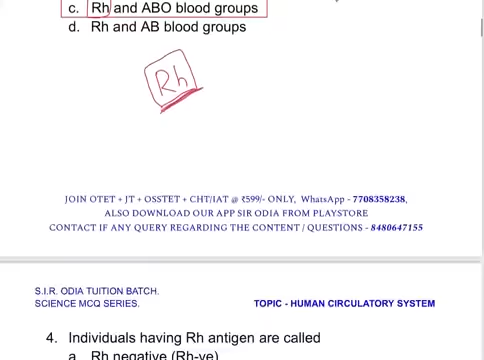 c. Rh and ABO blood groups
d. Rh and AB blood groups
Rh
JOIN OTET + JT + OSSTET + CHT/IAT @ ₹599/- ONLY, WhatsApp - 7708358238,
ALSO DOWNLOAD OUR APP SIR ODIA FROM PLAYSTORE
CONTACT IF ANY QUERY REGARDING THE CONTENT / QUESTIONS - 8480647155
S.I.R. ODIA TUITION BATCH.
SCIENCE MCQ SERIES. TOPIC - HUMAN CIRCULATORY SYSTEM
4. Individuals having Rh antigen are called
a. Rh negative (Rh-ve)